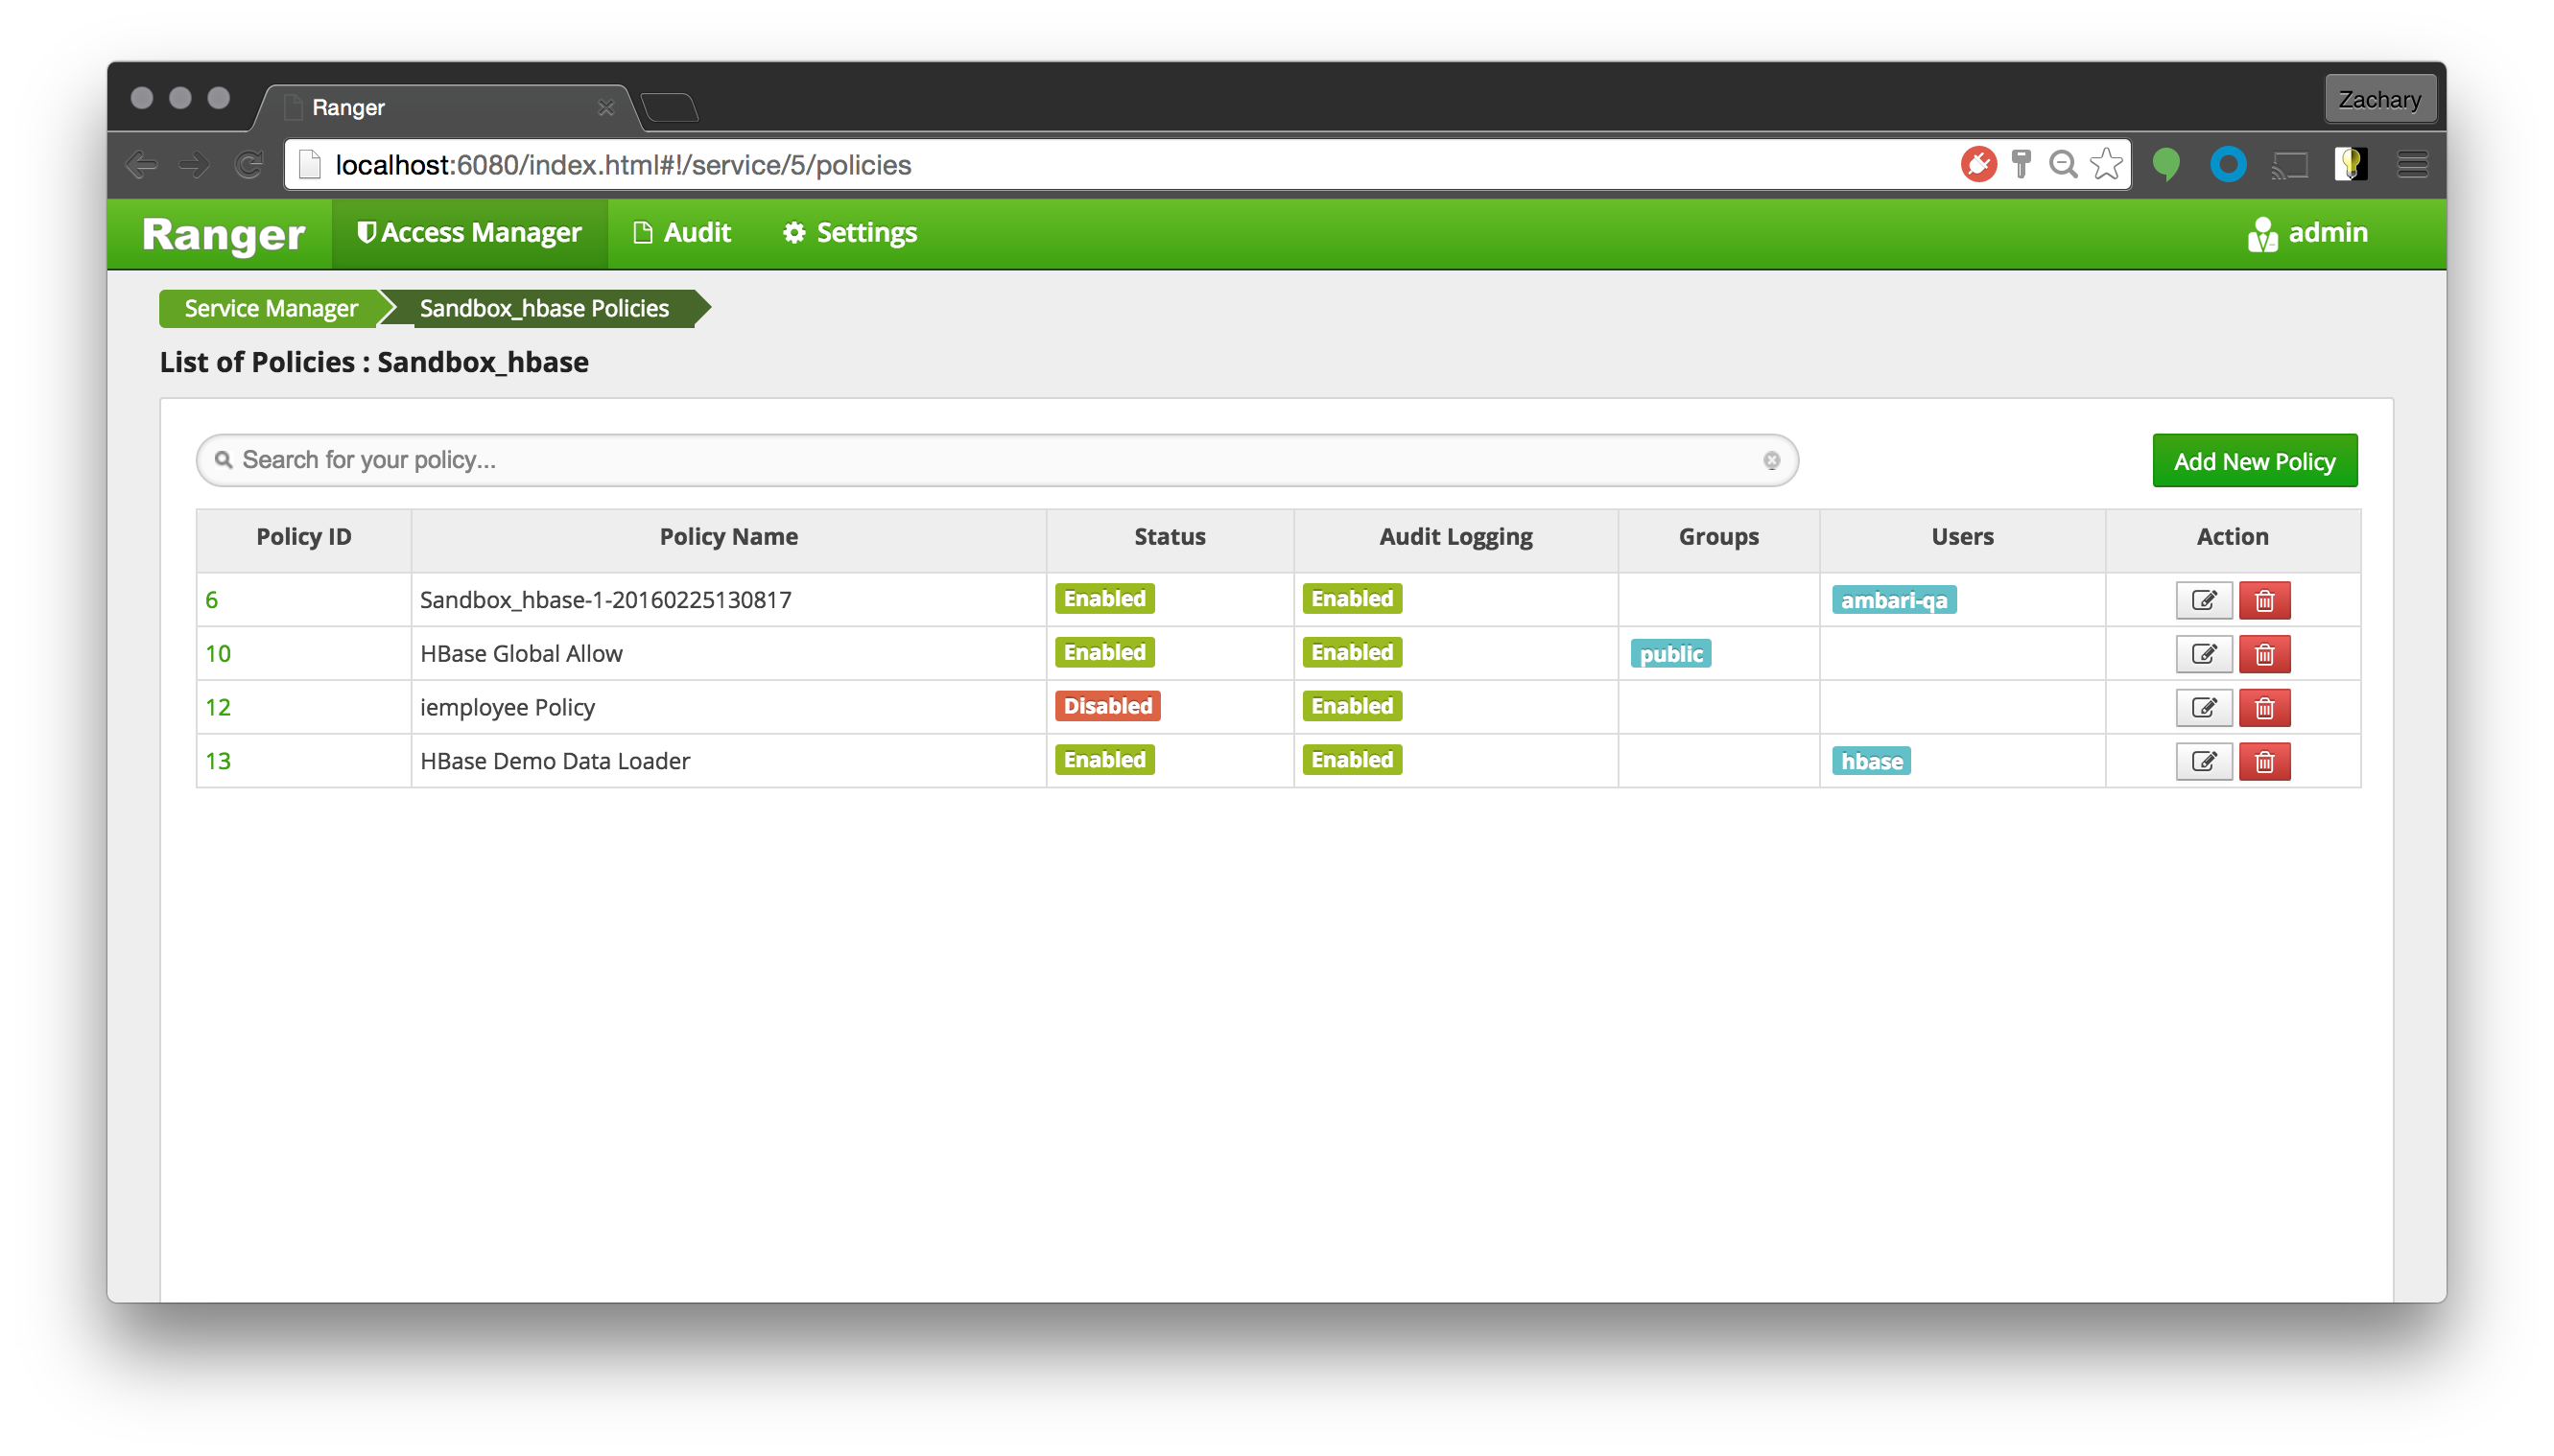 Ranger
Zachary
localhost:6080/index.html#!/service/5/policies
Ranger Access Manager Audit Settings admin
Service Manager Sandbox_hbase Policies
List of Policies : Sandbox_hbase
Search for your policy... Add New Policy
Policy ID Policy Name Status Audit Logging Groups Users Action
6 Sandbox_hbase-1-20160225130817 Enabled Enabled ambari-qa
10 HBase Global Allow Enabled Enabled public
12 iemployee Policy Disabled Enabled
13 HBase Demo Data Loader Enabled Enabled hbase